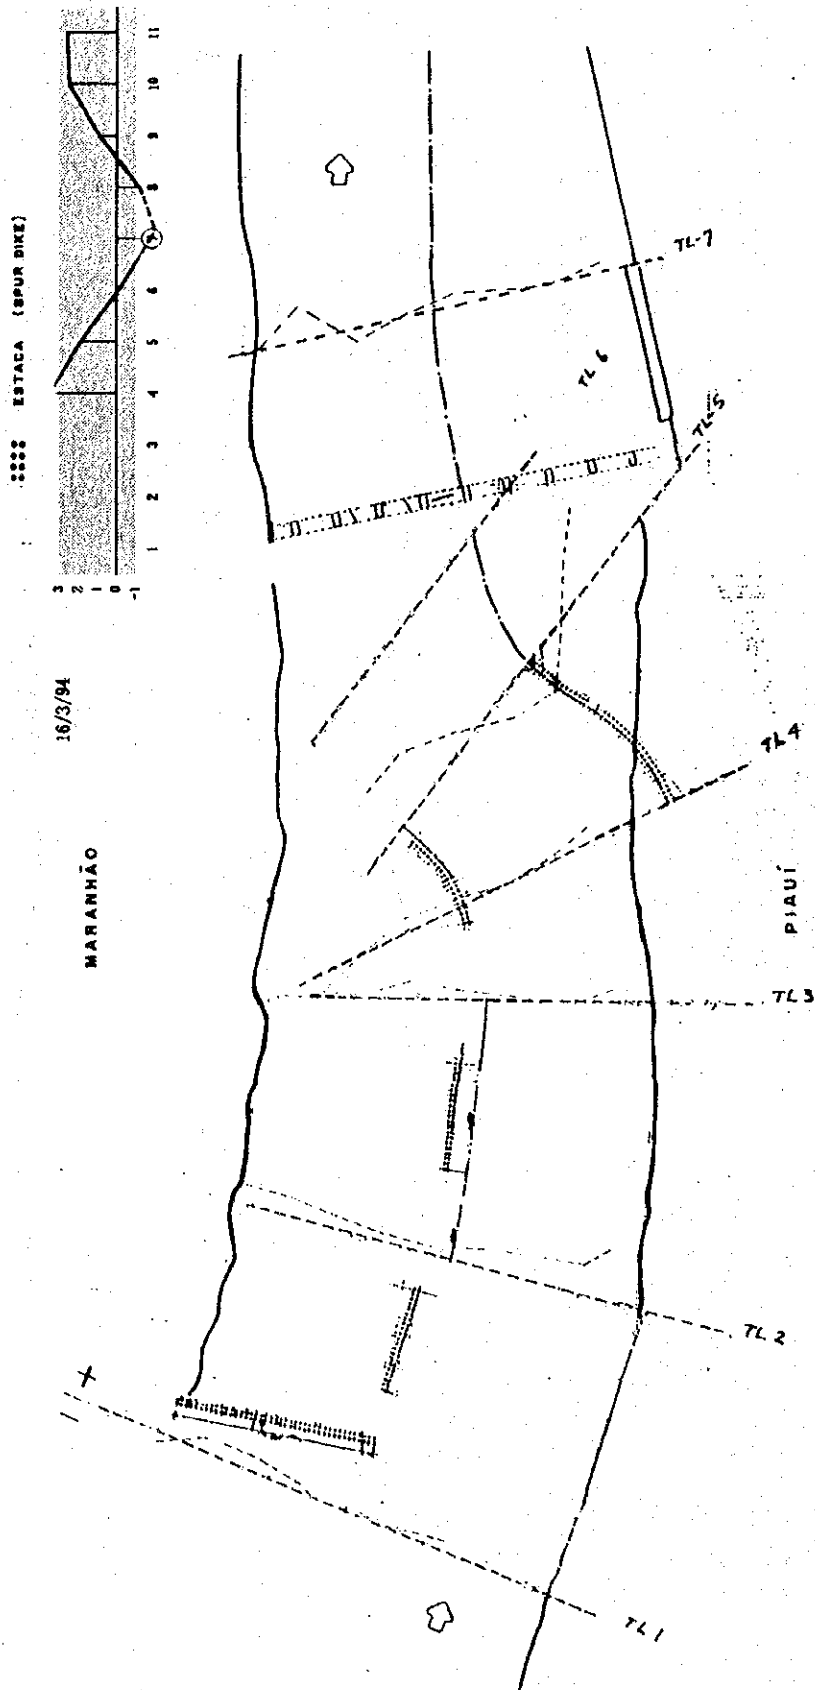 ESTACA (SPUR DIKE)
3
2
1
0
-1
1
2
3
4
5
6
7
8
9
10
11
16/3/94
MARANHÃO
PIAUÍ
TL-7
TL 6
TL-5
TL 4
TL 3
TL 2
TL 1
+
–